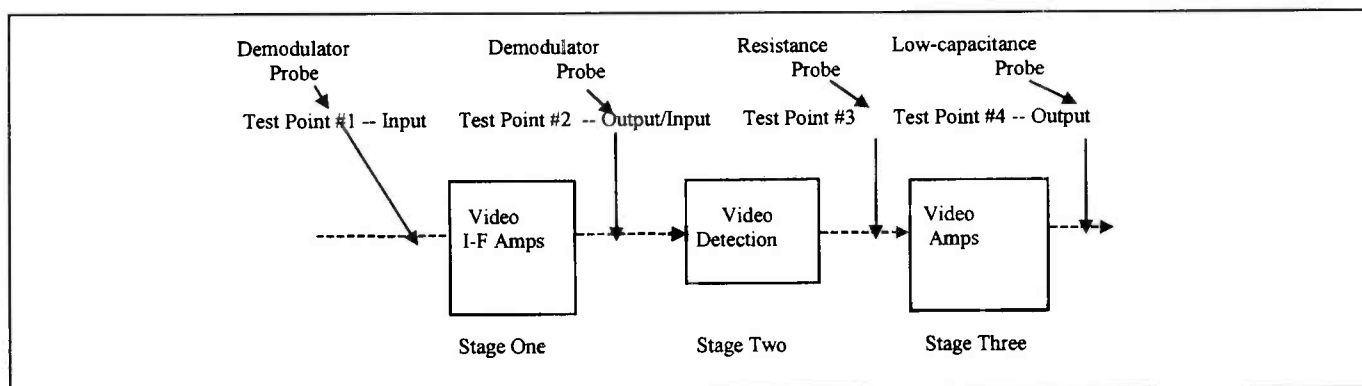 Demodulator Probe
Demodulator Probe
Resistance Probe
Low-capacitance Probe
Test Point #1 -- Input
Test Point #2 -- Output/Input
Test Point #3
Test Point #4 -- Output
Video I-F Amps
Video Detection
Video Amps
Stage One
Stage Two
Stage Three